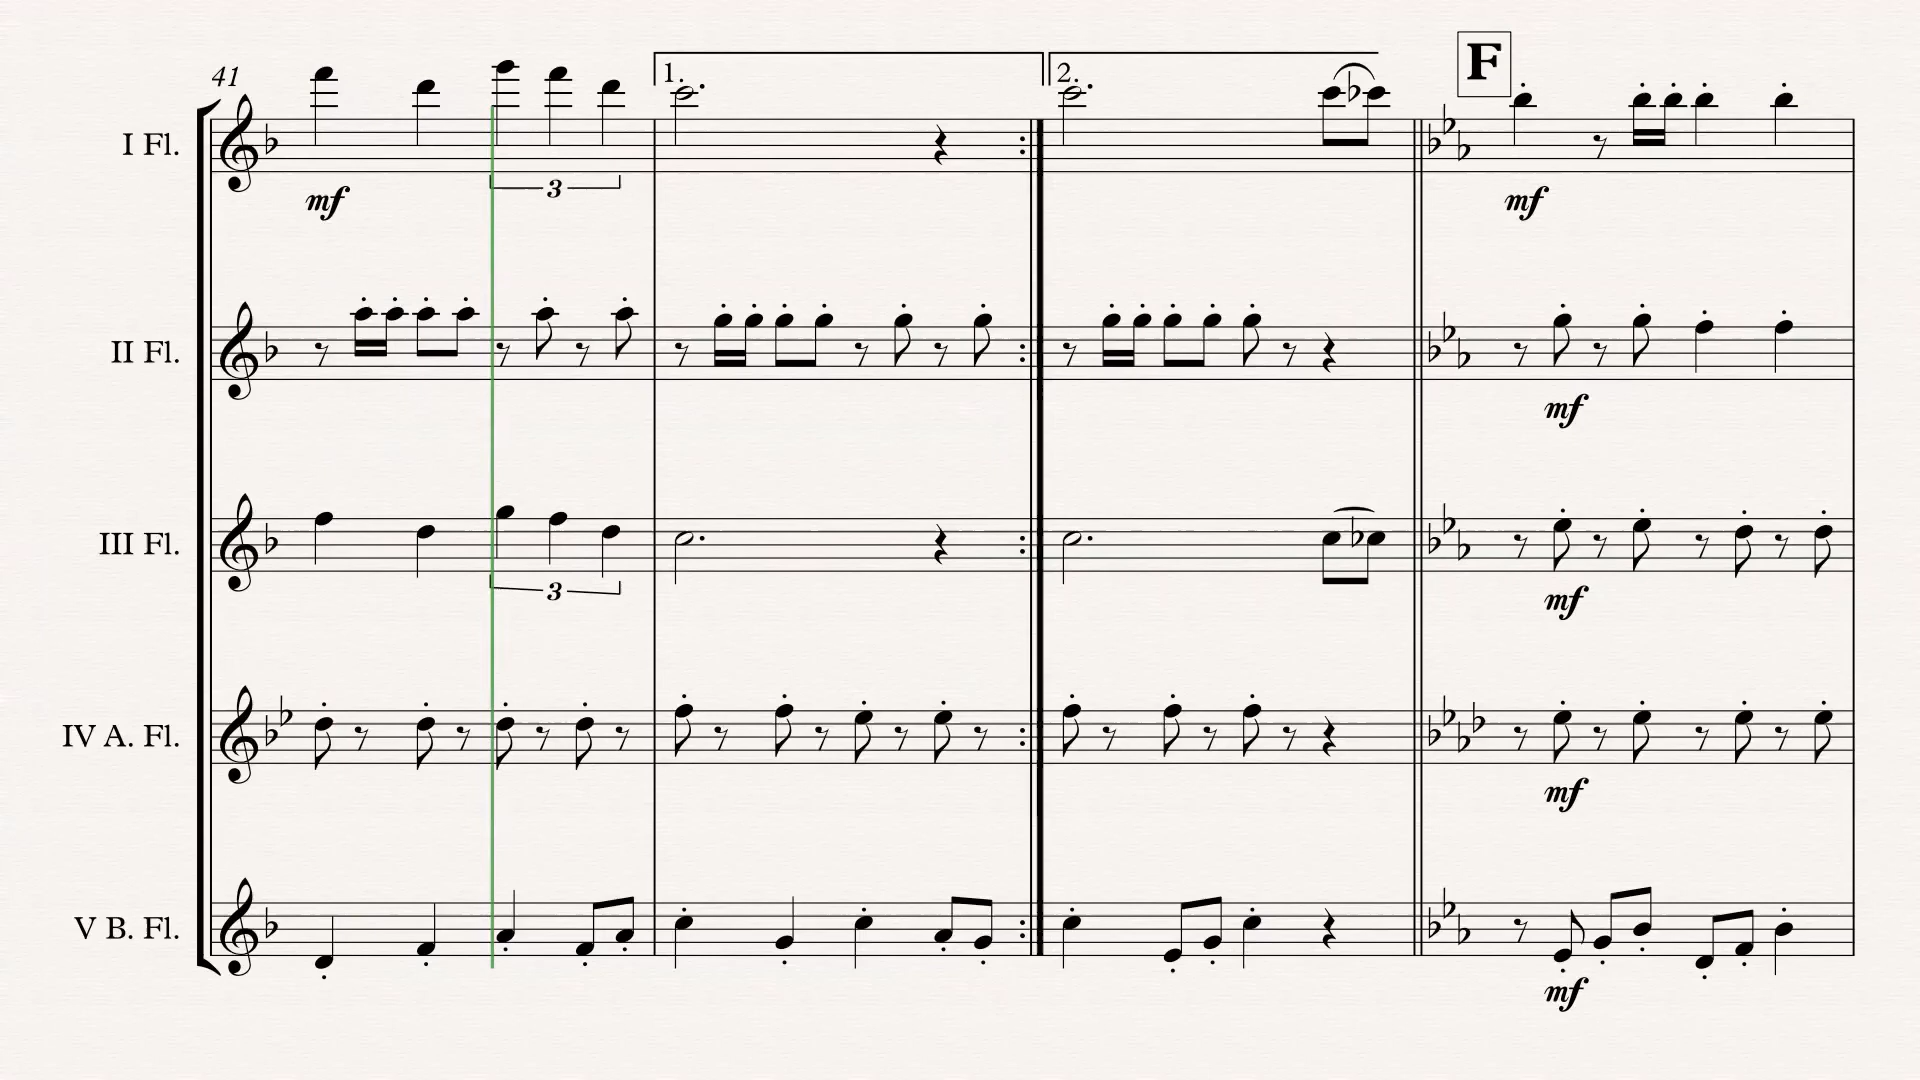 F
41
1.
2.
I Fl.
3
mf
mf
II Fl.
mf
III Fl.
3
mf
IV A. Fl.
mf
V B. Fl.
mf